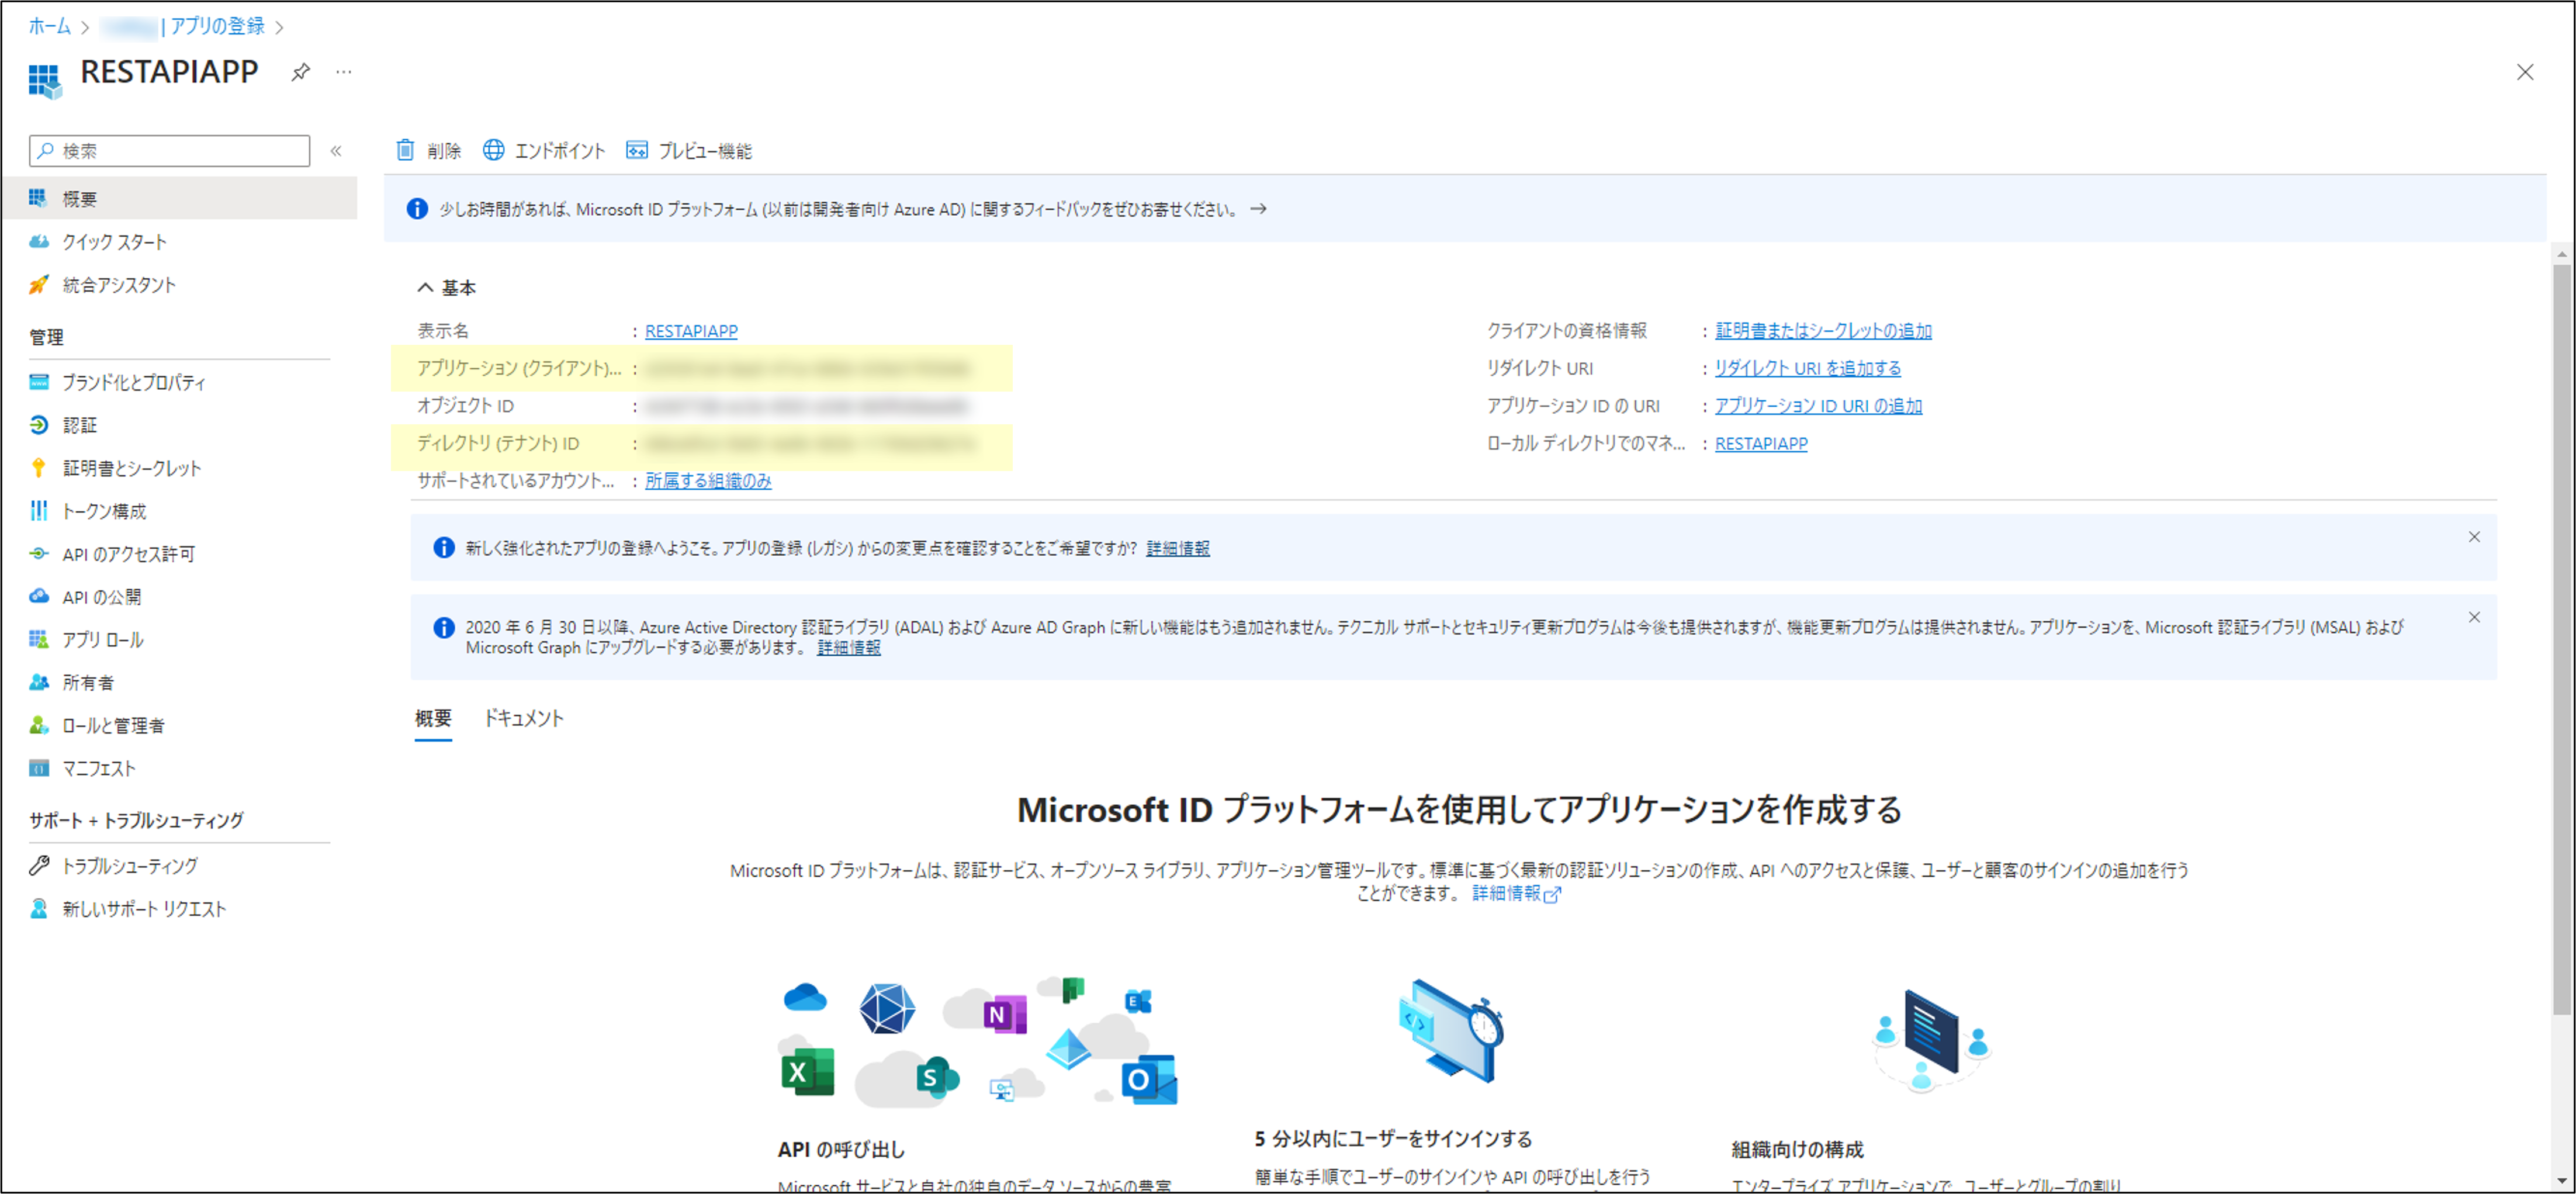 ホーム
| アプリの登録
RESTAPIAPP
検索
概要
クイック スタート
統合アシスタント
管理
ブランド化とプロパティ
認証
証明書とシークレット
トークン構成
API のアクセス許可
API の公開
アプリ ロール
所有者
ロールと管理者
マニフェスト
サポート + トラブルシューティング
トラブルシューティング
新しいサポート リクエスト
削除 エンドポイント プレビュー機能
少しお時間があれば、Microsoft ID プラットフォーム (以前は開発者向け Azure AD) に関するフィードバックをぜひお寄せください。 →
基本
表示名 : RESTAPIAPP
アプリケーション (クライアント)... :
オブジェクト ID :
ディレクトリ (テナント) ID :
サポートされているアカウント... : 所属する組織のみ
クライアントの資格情報 : 証明書またはシークレットの追加
リダイレクト URI : リダイレクト URI を追加する
アプリケーション ID の URI : アプリケーション ID URI の追加
ローカル ディレクトリでのマネ... : RESTAPIAPP
新しく強化されたアプリの登録へようこそ。アプリの登録 (レガシ) からの変更点を確認することをご希望ですか? 詳細情報
2020 年 6 月 30 日以降、Azure Active Directory 認証ライブラリ (ADAL) および Azure AD Graph に新しい機能はもう追加されません。テクニカル サポートとセキュリティ更新プログラムは今後も提供されますが、機能更新プログラムは提供されません。アプリケーションを、Microsoft 認証ライブラリ (MSAL) および
Microsoft Graph にアップグレードする必要があります。 詳細情報
概要 ドキュメント
Microsoft ID プラットフォームを使用してアプリケーションを作成する
Microsoft ID プラットフォームは、認証サービス、オープンソース ライブラリ、アプリケーション管理ツールです。標準に基づく最新の認証ソリューションの作成、API へのアクセスと保護、ユーザーと顧客のサインインの追加を行う
ことができます。 詳細情報
N
E
X
S
O
API の呼び出し
Microsoft サービスと自社の独自のデータ ソースからの豊富
5 分以内にユーザーをサインインする
簡単な手順でユーザーのサインインや API の呼び出しを行う
組織向けの構成
エンタープライズ アプリケーションで、ユーザーとグループの割り